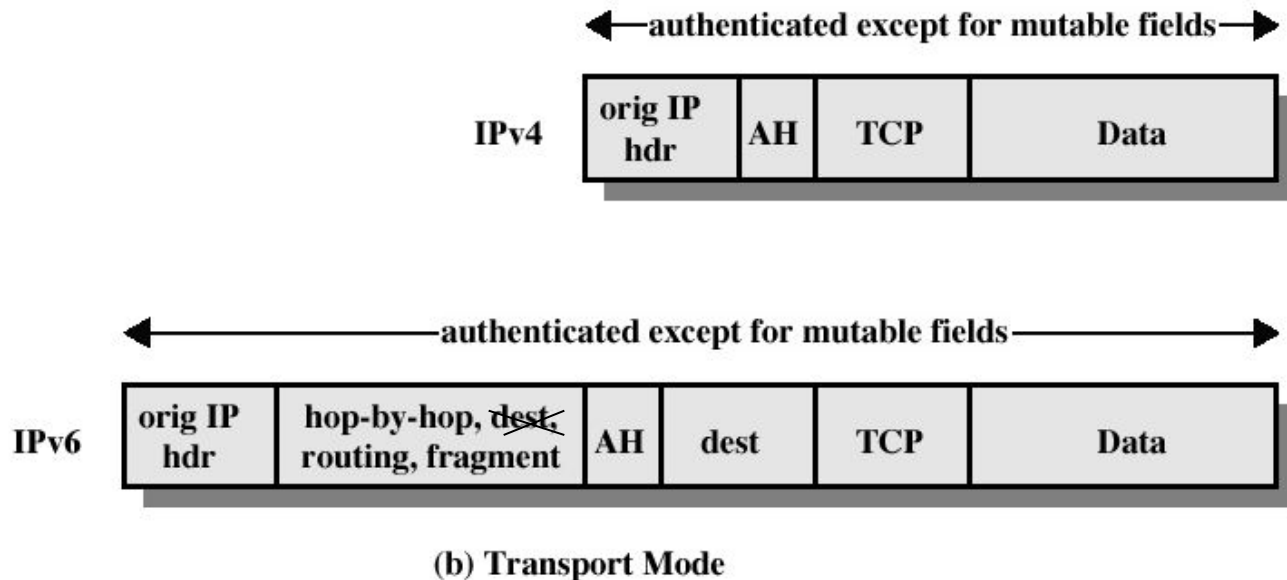 authenticated except for mutable fields
IPv4
orig IP
hdr
AH
TCP
Data
authenticated except for mutable fields
IPv6
orig IP
hdr
hop-by-hop, dest,
routing, fragment
AH
dest
TCP
Data
(b) Transport Mode